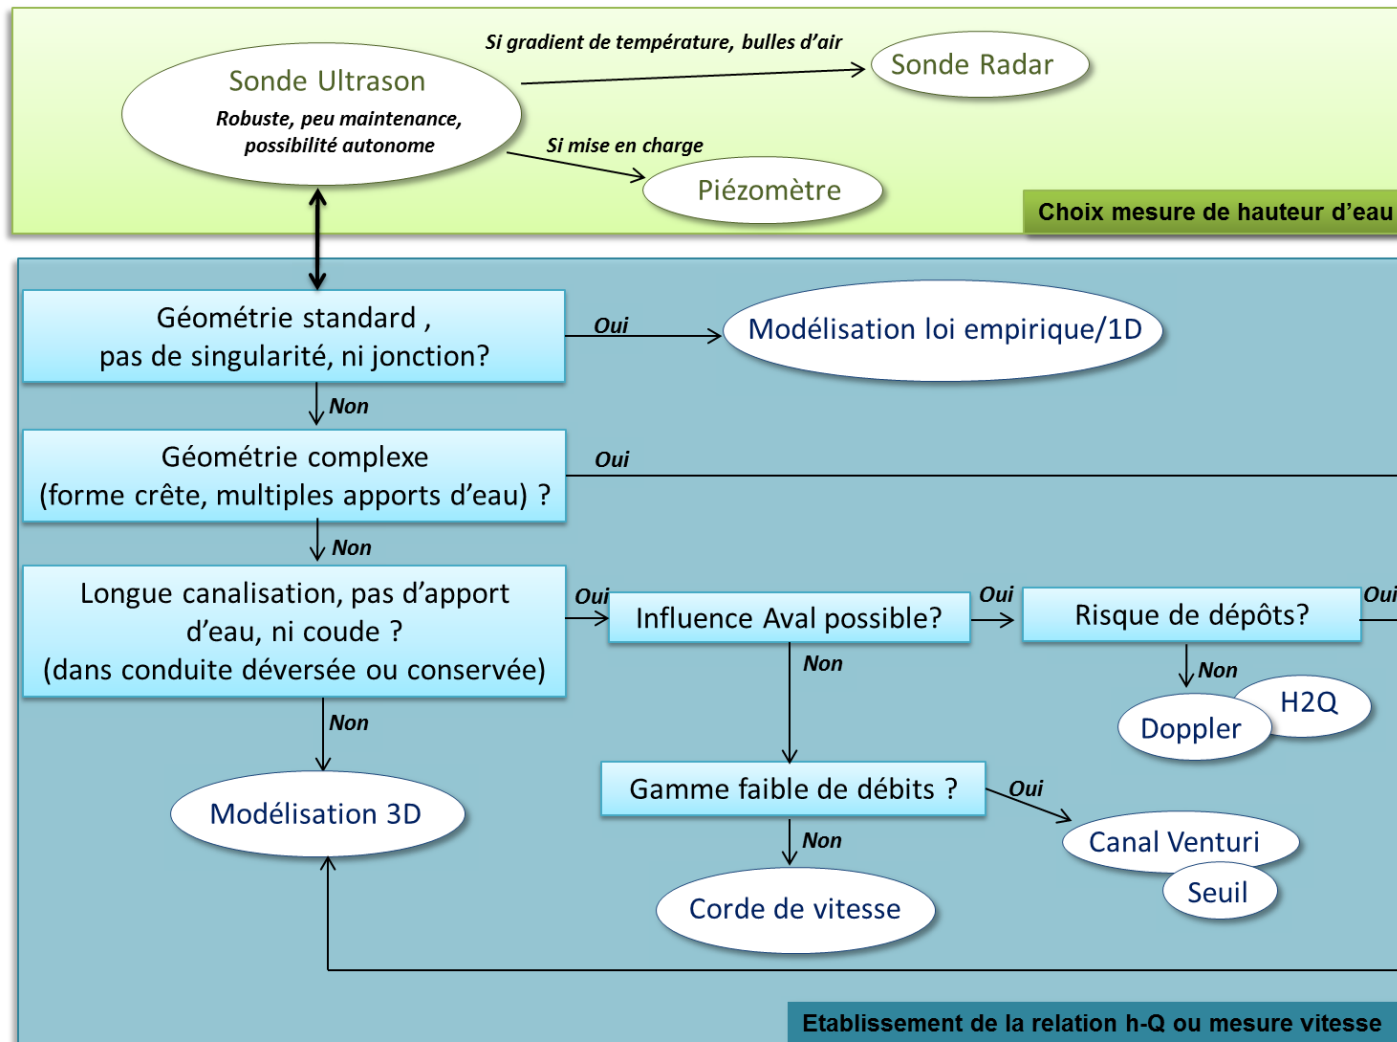 Si gradient de température, bulles d'air
Sonde Ultrason
Robuste, peu maintenance,
possibilité autonome
Sonde Radar
Si mise en charge
Piézomètre
Choix mesure de hauteur d'eau
Géométrie standard ,
pas de singularité, ni jonction?
Oui
Modélisation loi empirique/1D
Non
Géométrie complexe
(forme crête, multiples apports d'eau) ?
Oui
Non
Longue canalisation, pas d'apport
d'eau, ni coude ?
(dans conduite déversée ou conservée)
Oui
Influence Aval possible?
Oui
Risque de dépôts?
Oui
Non
Non
Non
H2Q
Doppler
Modélisation 3D
Gamme faible de débits ?
Oui
Non
Canal Venturi
Seuil
Corde de vitesse
Etablissement de la relation h-Q ou mesure vitesse